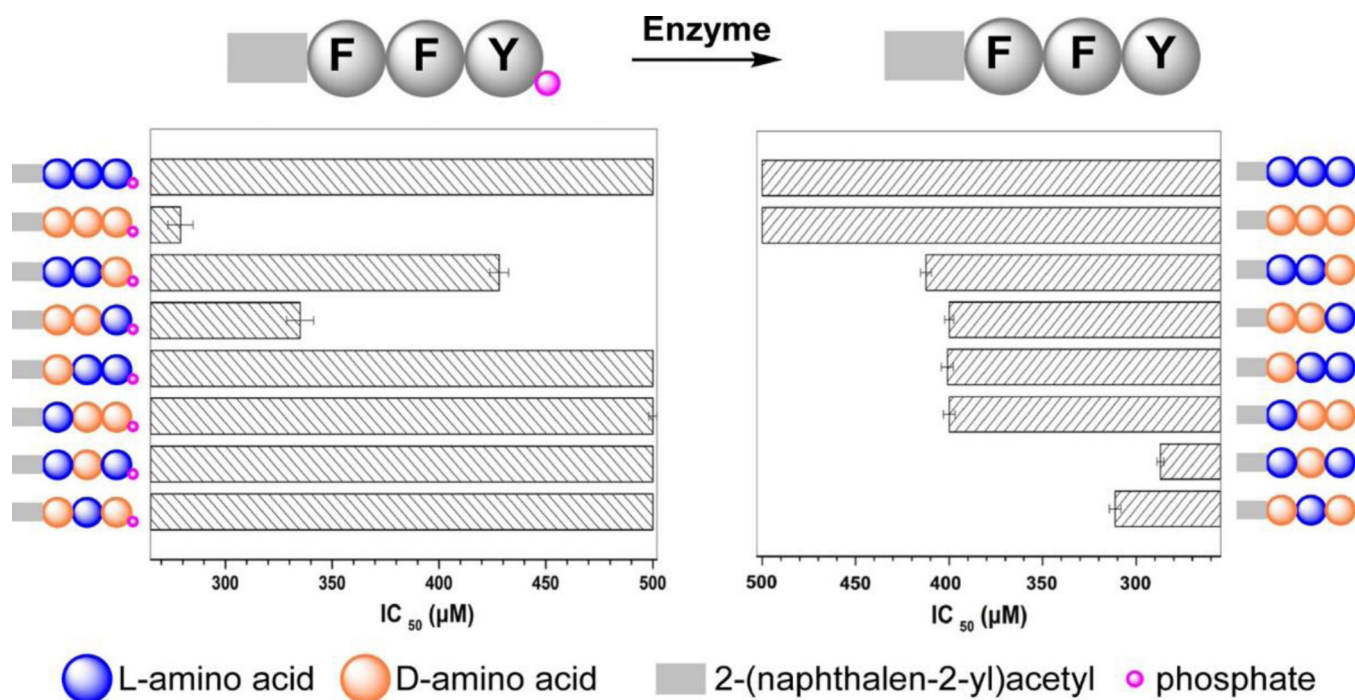 F F Y Enzyme F F Y
300 350 400 450 500
IC 50 (µM)
500 450 400 350 300
IC 50 (µM)
L-amino acid D-amino acid 2-(naphthalen-2-yl)acetyl phosphate